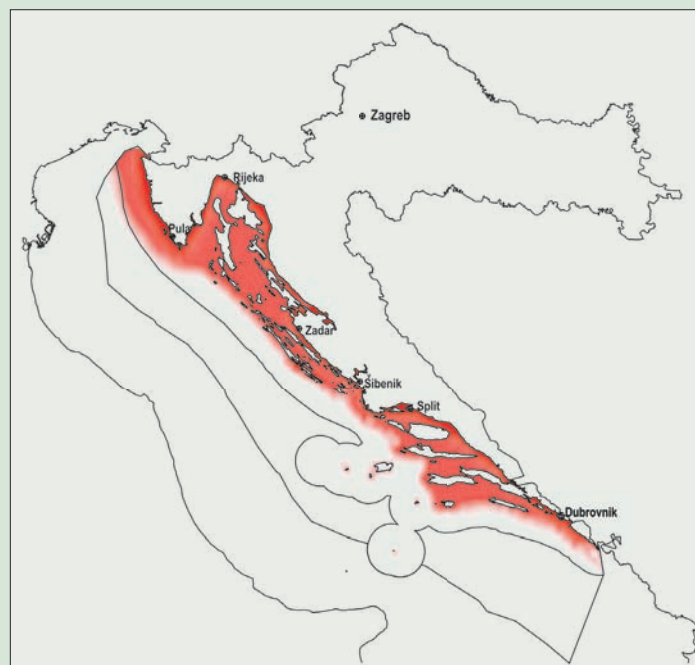 Zagreb
Rijeka
Pula
Zadar
Šibenik
Split
Dubrovnik